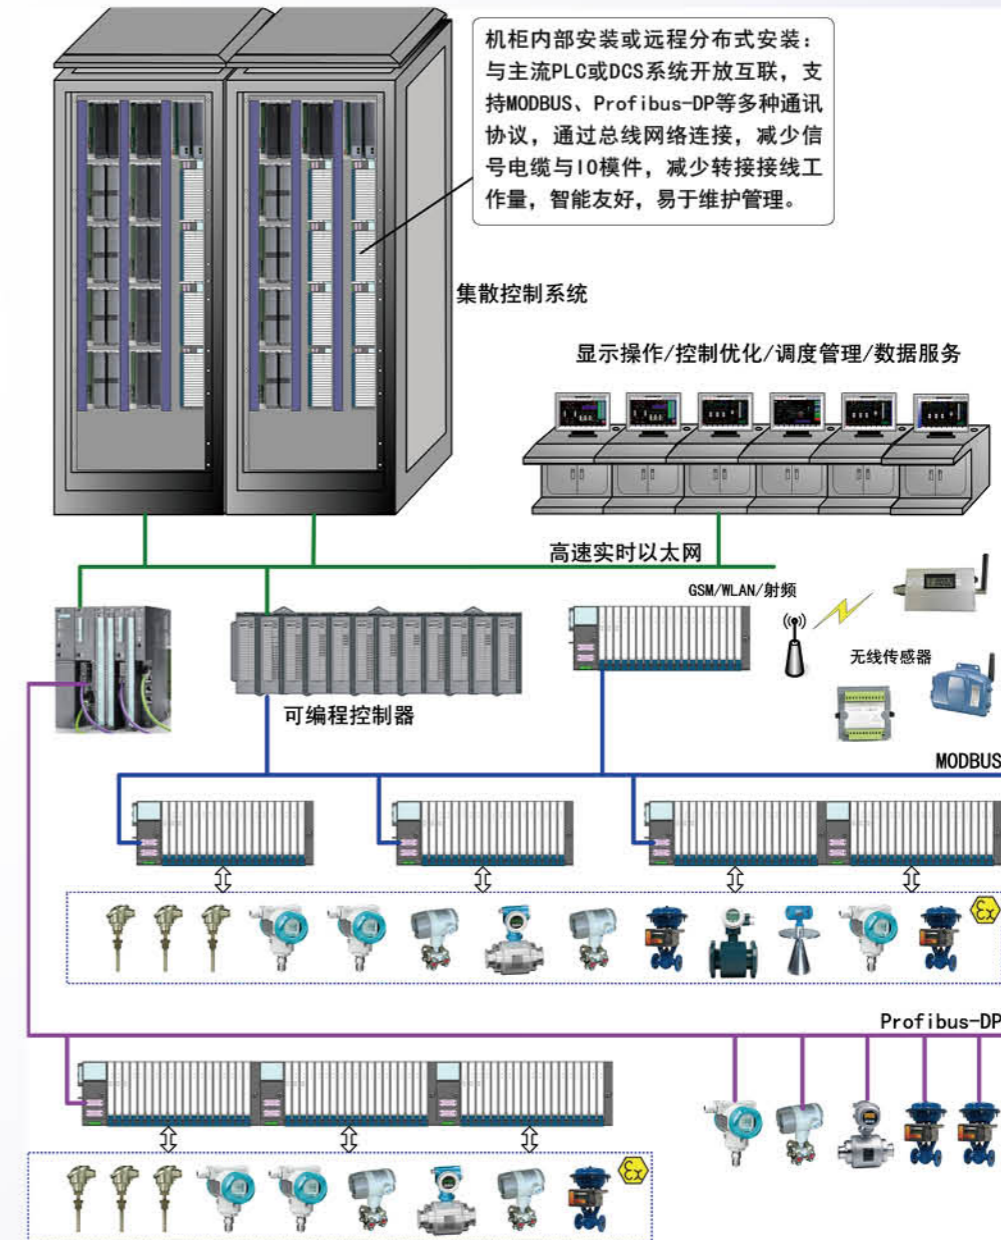 机柜内部安装或远程分布式安装：
与主流PLC或DCS系统开放互联，支
持MODBUS、Profibus-DP等多种通讯
协议，通过总线网络连接，减少信
号电缆与IO模件，减少转接接线工
作量，智能友好，易于维护管理。
集散控制系统
显示操作/控制优化/调度管理/数据服务
高速实时以太网
GSM/WLAN/射频
无线传感器
可编程控制器
MODBUS
Ex
Profibus-DP
Ex